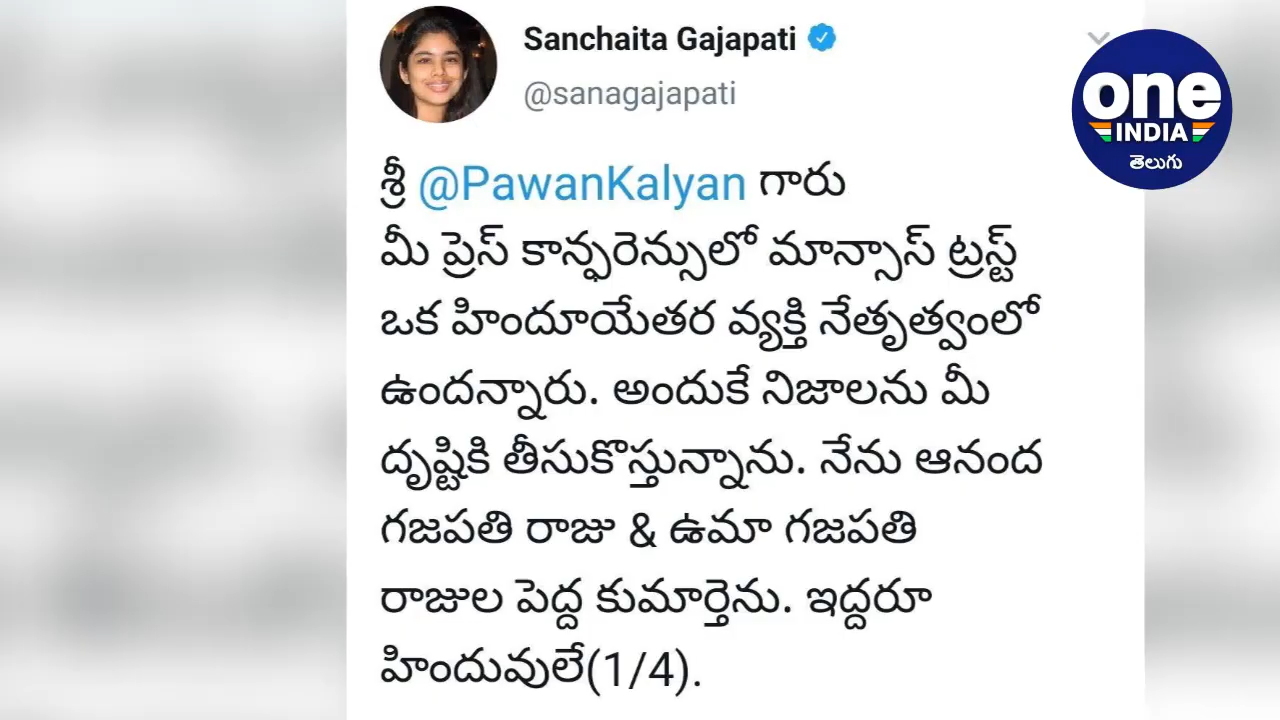 Sanchaita Gajapati
@sanagajapati
one
INDIA
తెలుగు
శ్రీ @PawanKalyan గారు
మీ ప్రెస్ కాన్ఫరెన్సులో మాన్సాస్ ట్రస్ట్
ఒక హిందూయేతర వ్యక్తి నేతృత్వంలో
ఉందన్నారు. అందుకే నిజాలను మీ
దృష్టికి తీసుకొస్తున్నాను. నేను ఆనంద
గజపతి రాజు & ఉమా గజపతి
రాజుల పెద్ద కుమార్తెను. ఇద్దరూ
హిందువులే(1/4).